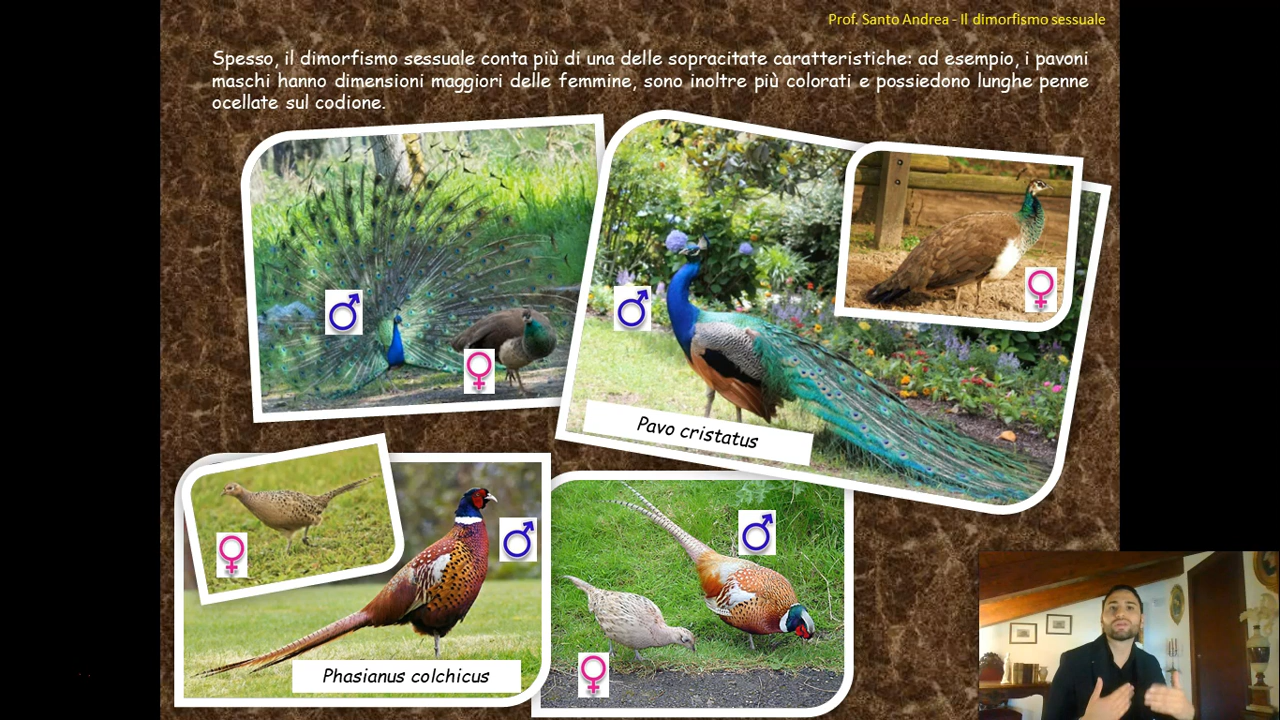 Prof. Santo Andrea - Il dimorfismo sessuale
Spesso, il dimorfismo sessuale conta più di una delle sopracitate caratteristiche: ad esempio, i pavoni
maschi hanno dimensioni maggiori delle femmine, sono inoltre più colorati e possiedono lunghe penne
ocellate sul codione.
Pavo cristatus
Phasianus colchicus